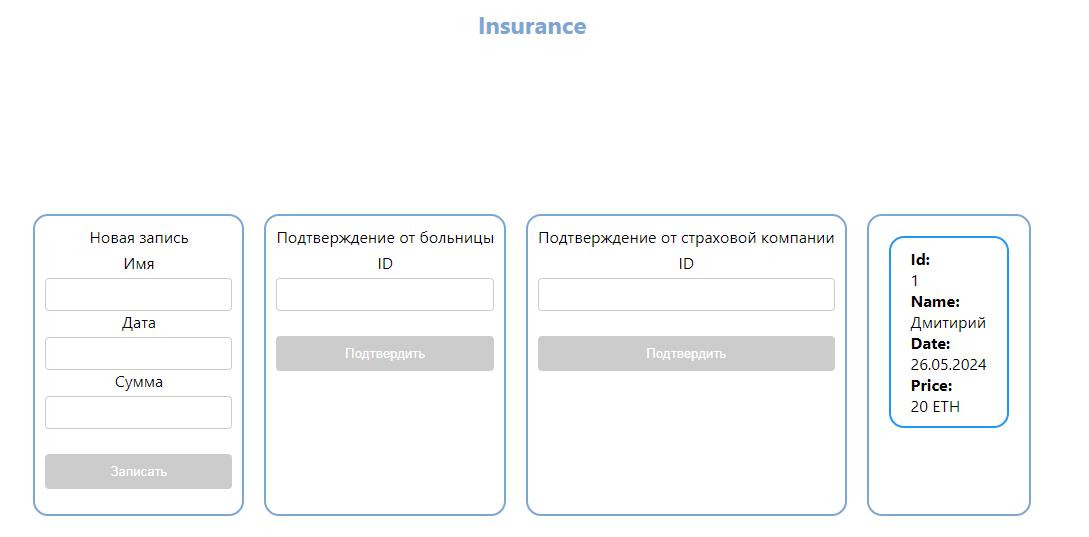 Insurance
Новая запись
Имя
Дата
Сумма
Записать
Подтверждение от больницы
ID
Подтвердить
Подтверждение от страховой компании
ID
Подтвердить
Id:
1
Name:
Дмитирий
Date:
26.05.2024
Price:
20 ETH